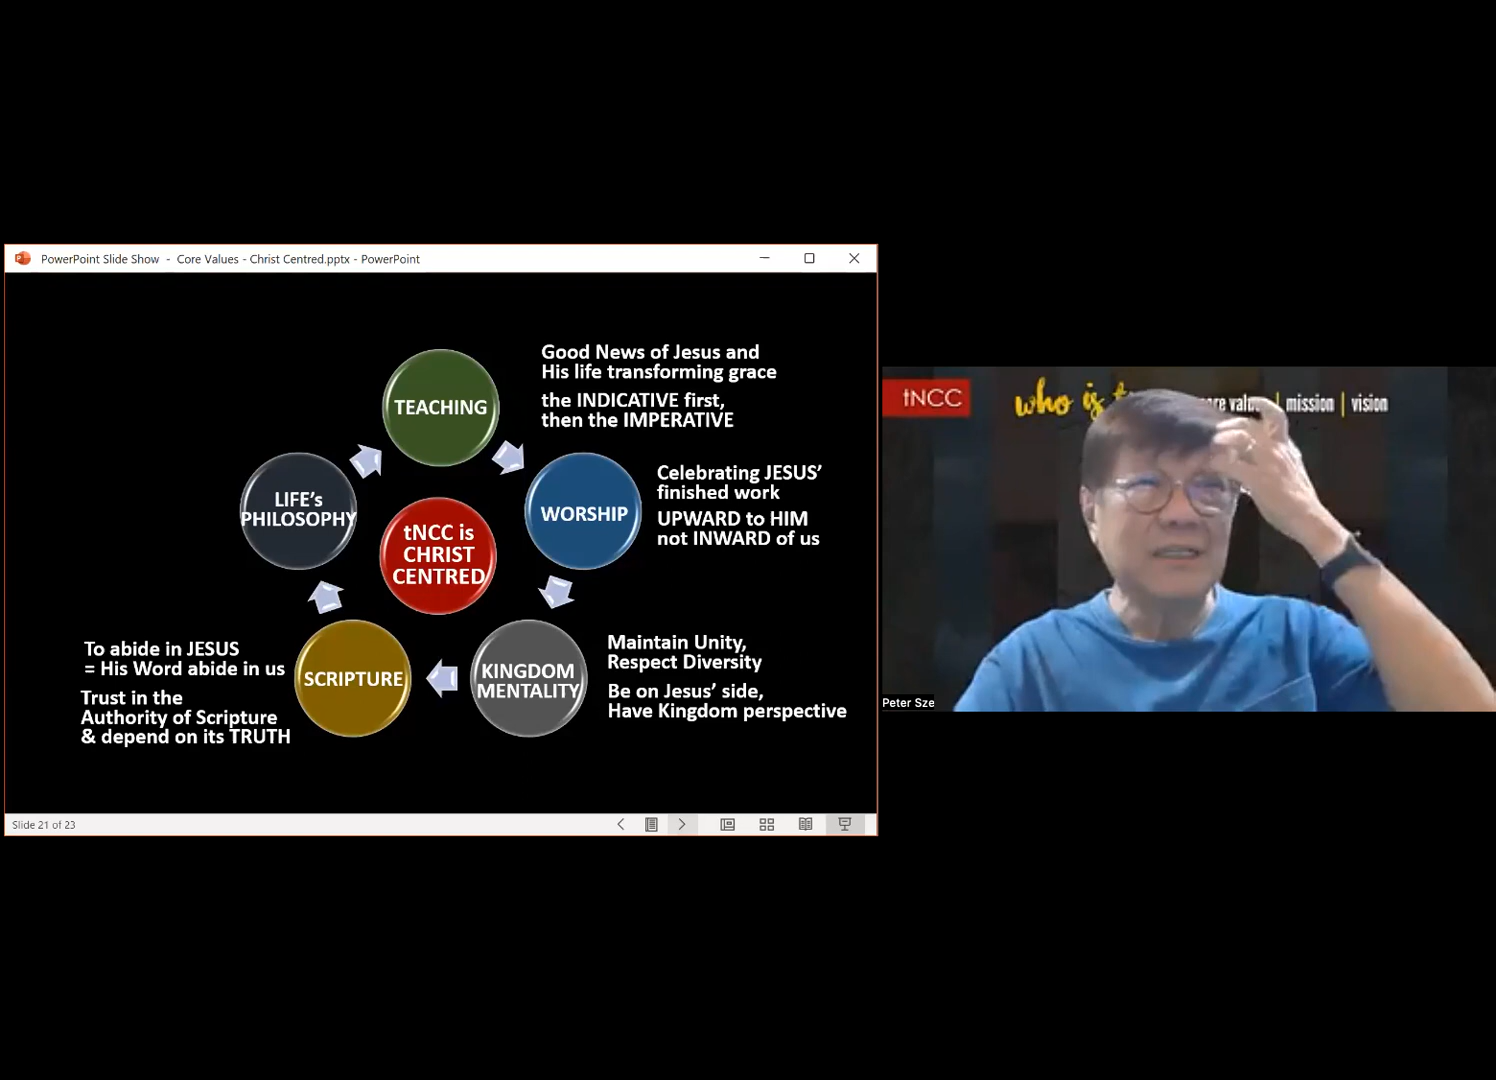 PowerPoint Slide Show - Core Values - Christ Centred.pptx - PowerPoint
TEACHING
Good News of Jesus and
His life transforming grace
the INDICATIVE first,
then the IMPERATIVE
LIFE's
PHILOSOPHY
tNCC is
CHRIST
CENTRED
WORSHIP
Celebrating JESUS’
finished work
UPWARD to HIM
not INWARD of us
To abide in JESUS
= His Word abide in us
Trust in the
Authority of Scripture
& depend on its TRUTH
SCRIPTURE
KINGDOM
MENTALITY
Maintain Unity,
Respect Diversity
Be on Jesus’ side,
Have Kingdom perspective
Slide 21 of 23
tNCC
who is | mission | vision
Peter Sze